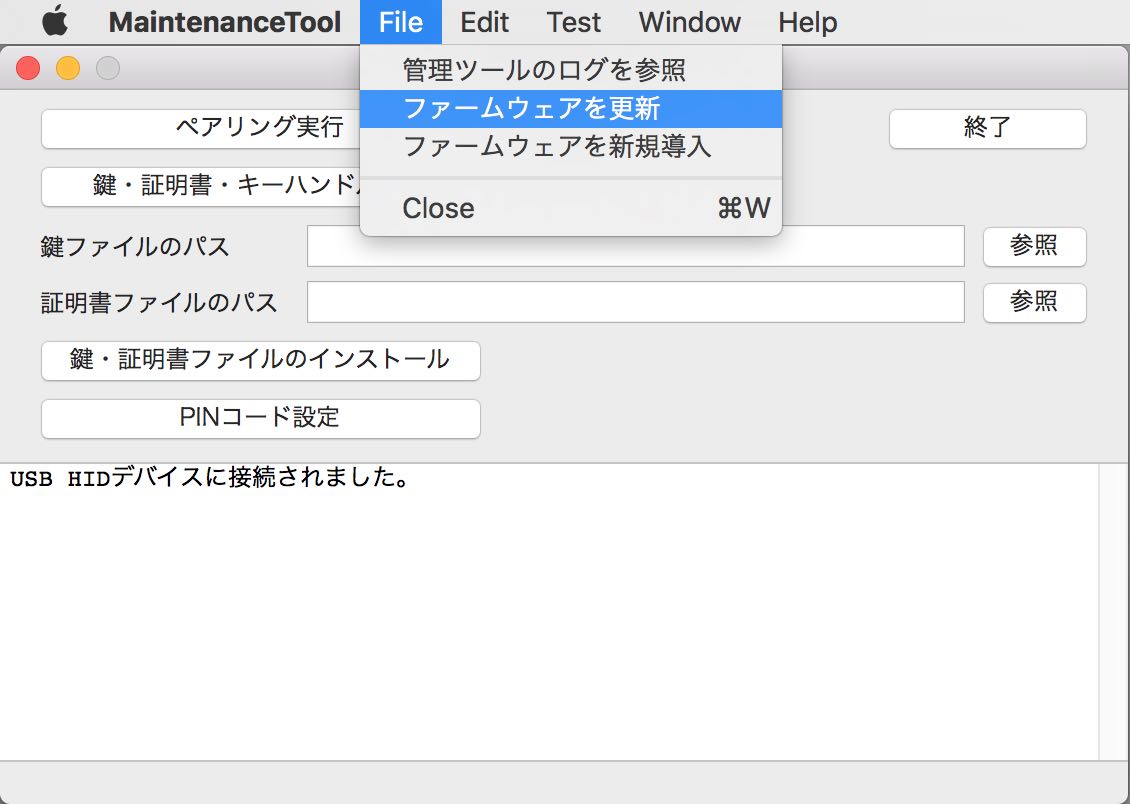 MaintenanceTool File Edit Test Window Help
管理ツールのログを参照
ファームウェアを更新
ファームウェアを新規導入
Close ⌘W
ペアリング実行 終了
鍵・証明書・キーハンドル
鍵ファイルのパス 参照
証明書ファイルのパス 参照
鍵・証明書ファイルのインストール
PINコード設定
USB HIDデバイスに接続されました。